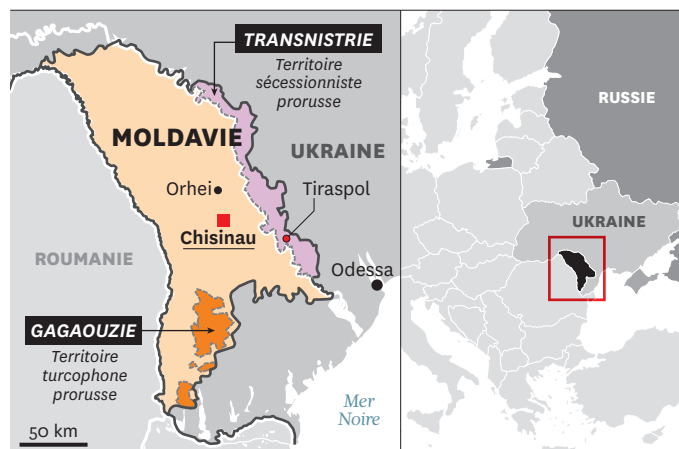 TRANSNISTRIE
Territoire
sécessionniste
prorusse
MOLDAVIE
UKRAINE
Orhei
Tiraspol
Chisinau
ROUMANIE
Odessa
GAGAOUZIE
Territoire
turcophone
prorusse
Mer
Noire
50 km
RUSSIE
UKRAINE